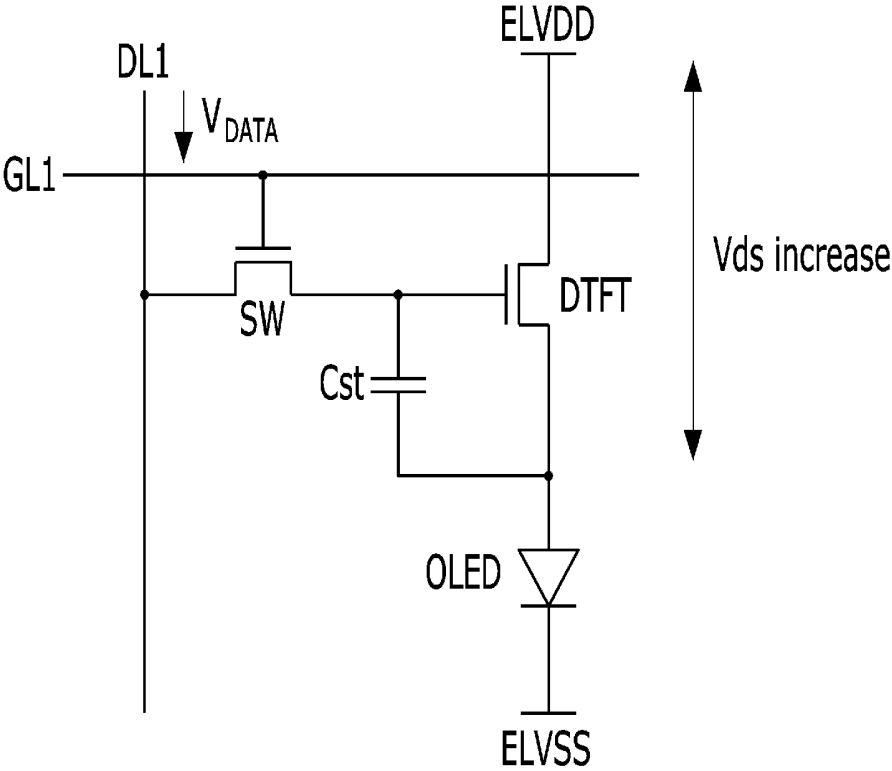 ELVDD
DL1
VDATA
GL1
Vds increase
DTFT
SW
Cst
OLED
ELVSS